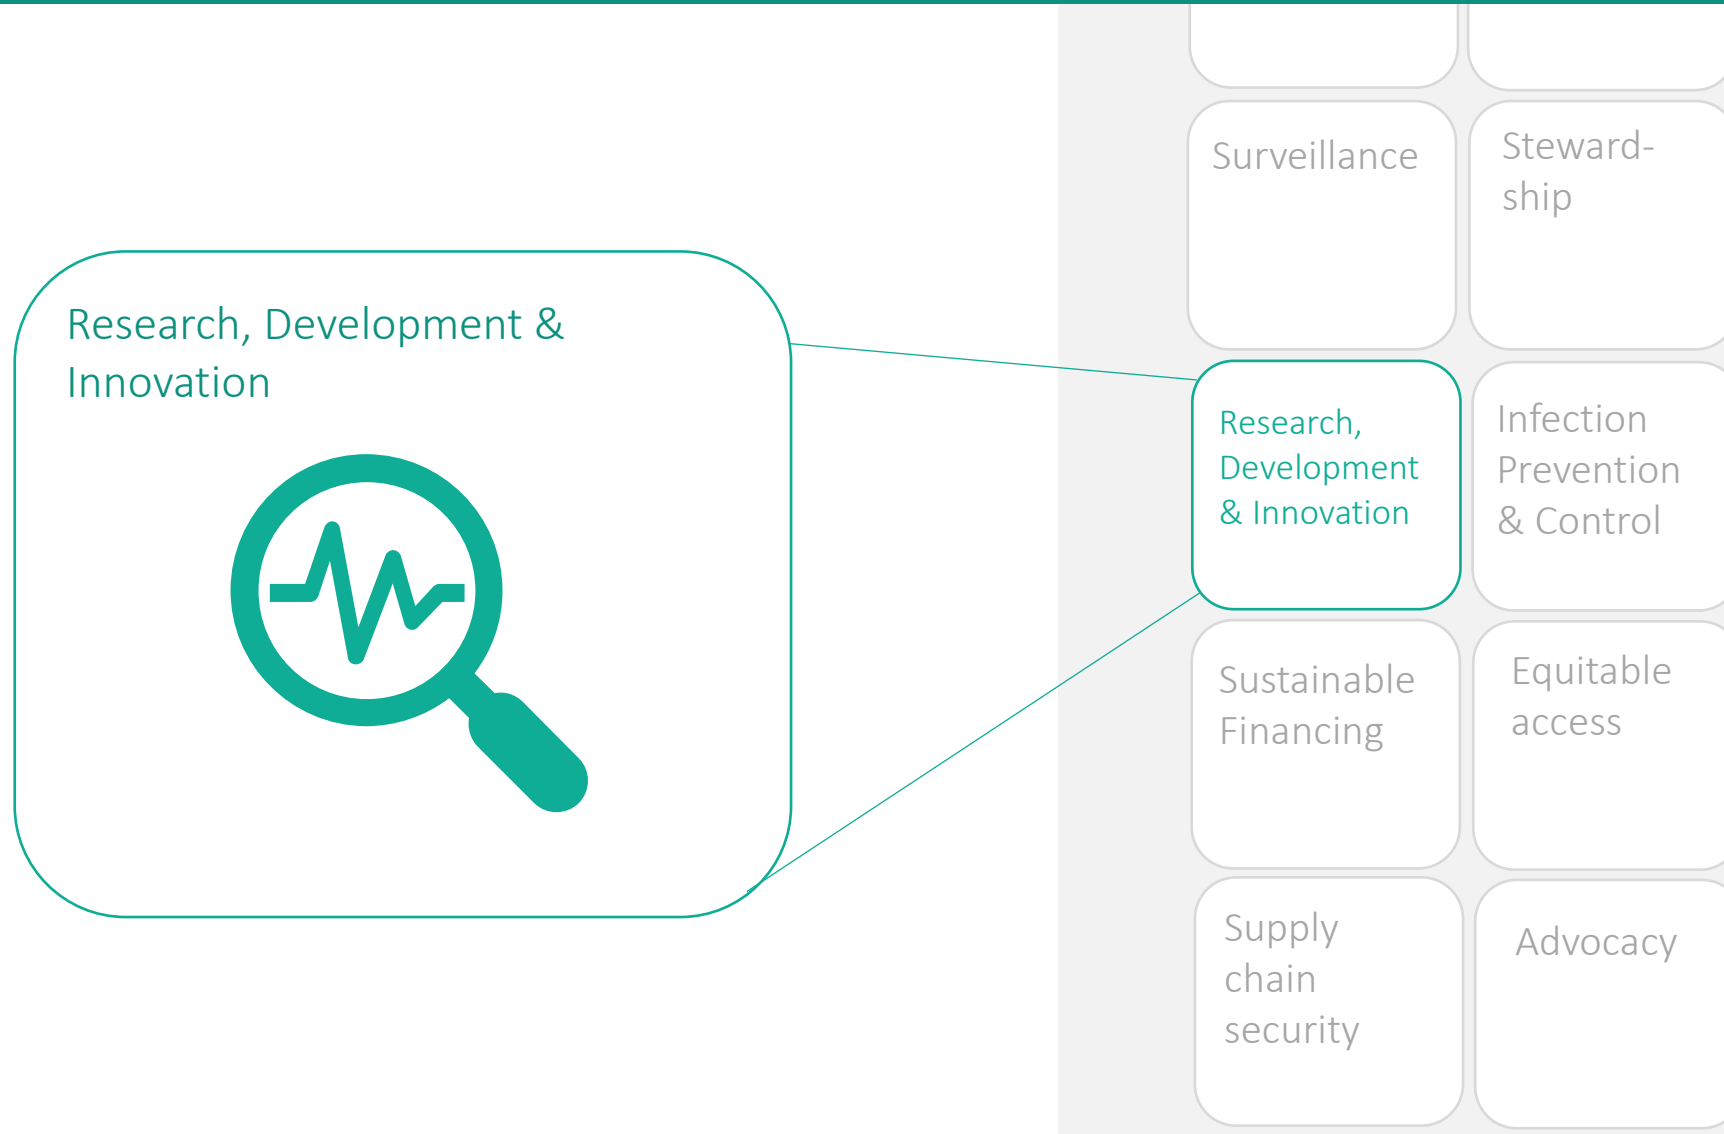 Research, Development &
Innovation
Surveillance
Steward-
ship
Research,
Development
& Innovation
Infection
Prevention
& Control
Sustainable
Financing
Equitable
access
Supply
chain
security
Advocacy